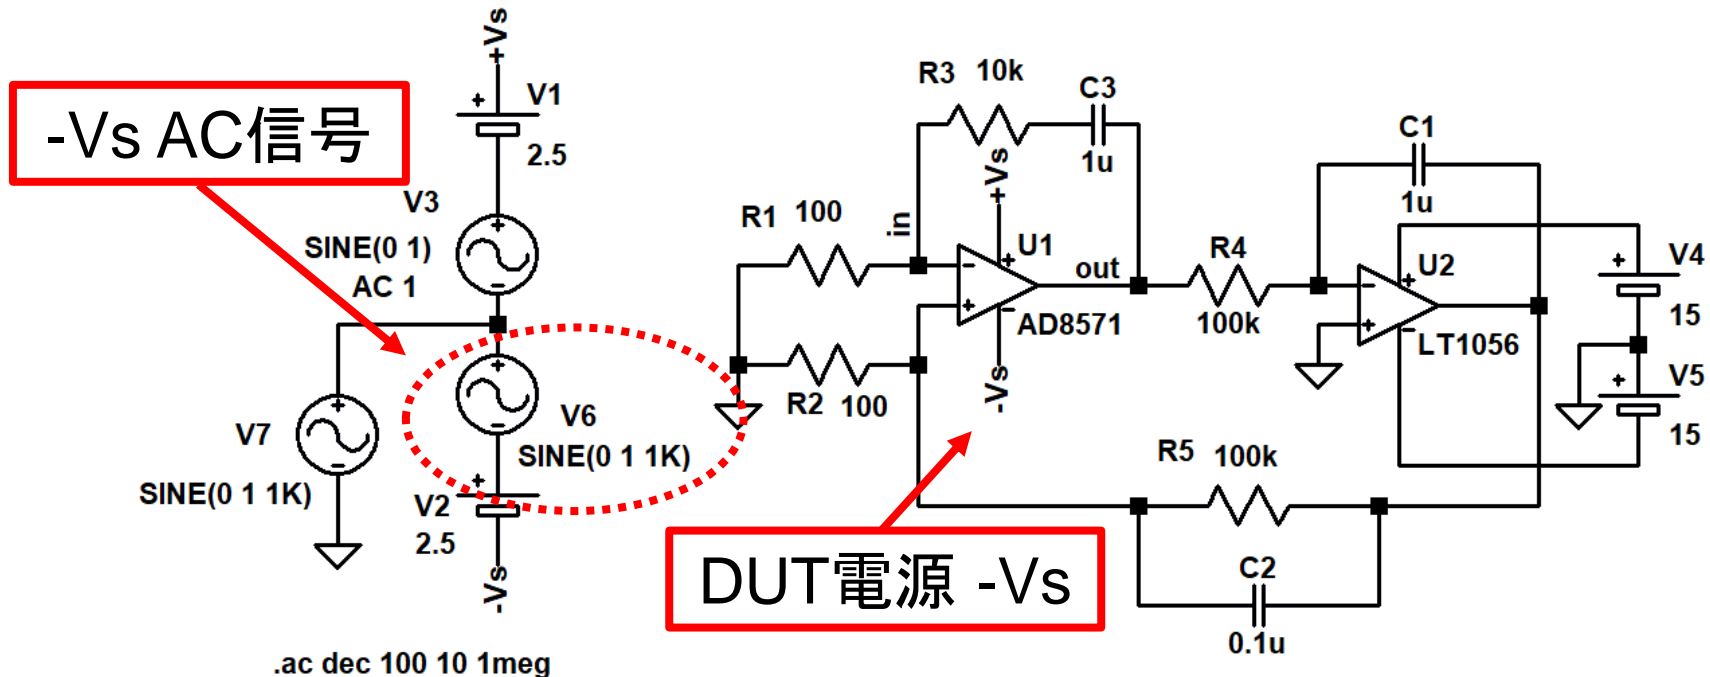 +Vs
-Vs AC信号
V1
2.5
V3
SINE(0 1)
AC 1
V6
SINE(0 1 1K)
V7
SINE(0 1 1K)
V2
2.5
-Vs
.ac dec 100 10 1meg
R3 10k
C3
1u
+Vs
R1 100
in
U1
out
AD8571
R2 100
-Vs
R4
100k
C1
1u
U2
LT1056
V4
15
V5
15
R5 100k
C2
0.1u
DUT電源 -Vs